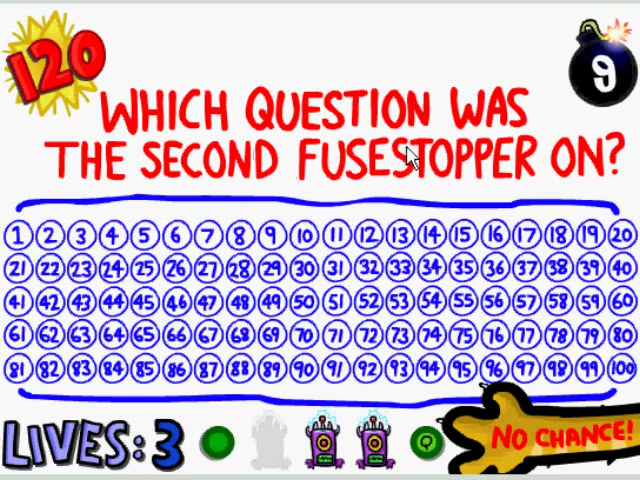 120
9
WHICH QUESTION WAS
THE SECOND FUSESTOPPER ON?
1 2 3 4 5 6 7 8 9 10 11 12 13 14 15 16 17 18 19 20
21 22 23 24 25 26 27 28 29 30 31 32 33 34 35 36 37 38 39 40
41 42 43 44 45 46 47 48 49 50 51 52 53 54 55 56 57 58 59 60
61 62 63 64 65 66 67 68 69 70 71 72 73 74 75 76 77 78 79 80
81 82 83 84 85 86 87 88 89 90 91 92 93 94 95 96 97 98 99 100
LIVES: 3
Q
NO CHANCE!